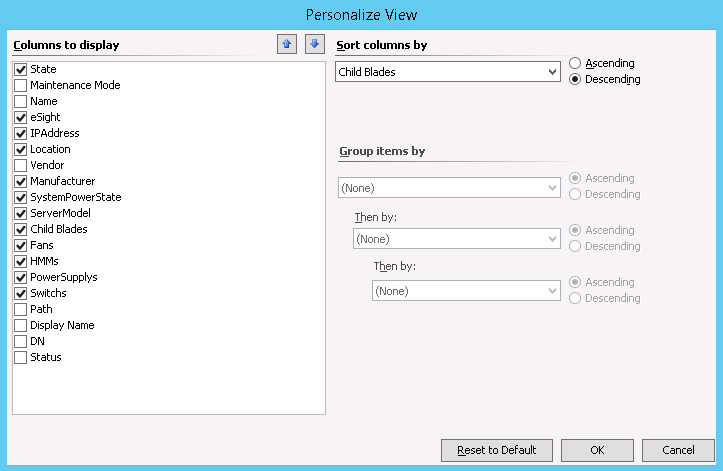 Personalize View
Columns to display
State
Maintenance Mode
Name
eSight
IPAddress
Location
Vendor
Manufacturer
SystemPowerState
ServerModel
Child Blades
Fans
HMMs
PowerSupplys
Switchs
Path
Display Name
DN
Status
Sort columns by
Child Blades
Ascending
Descending
Group items by
(None)
Ascending
Descending
Then by:
(None)
Ascending
Descending
Then by:
(None)
Ascending
Descending
Reset to Default
OK
Cancel